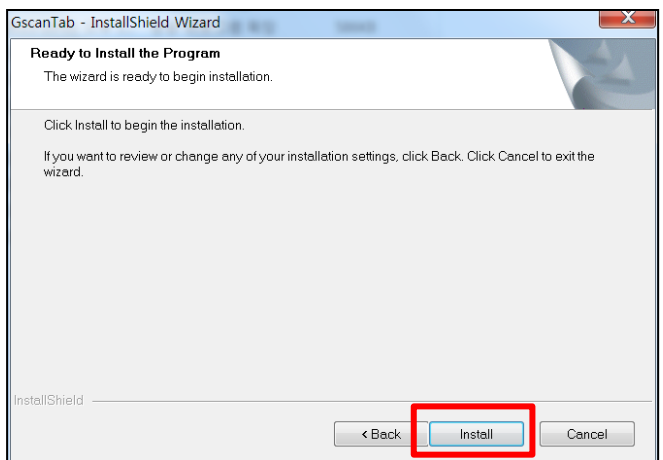 GscanTab - InstallShield Wizard
X
Ready to Install the Program
The wizard is ready to begin installation.
Click Install to begin the installation.
If you want to review or change any of your installation settings, click Back. Click Cancel to exit the
wizard.
InstallShield
< Back Install Cancel